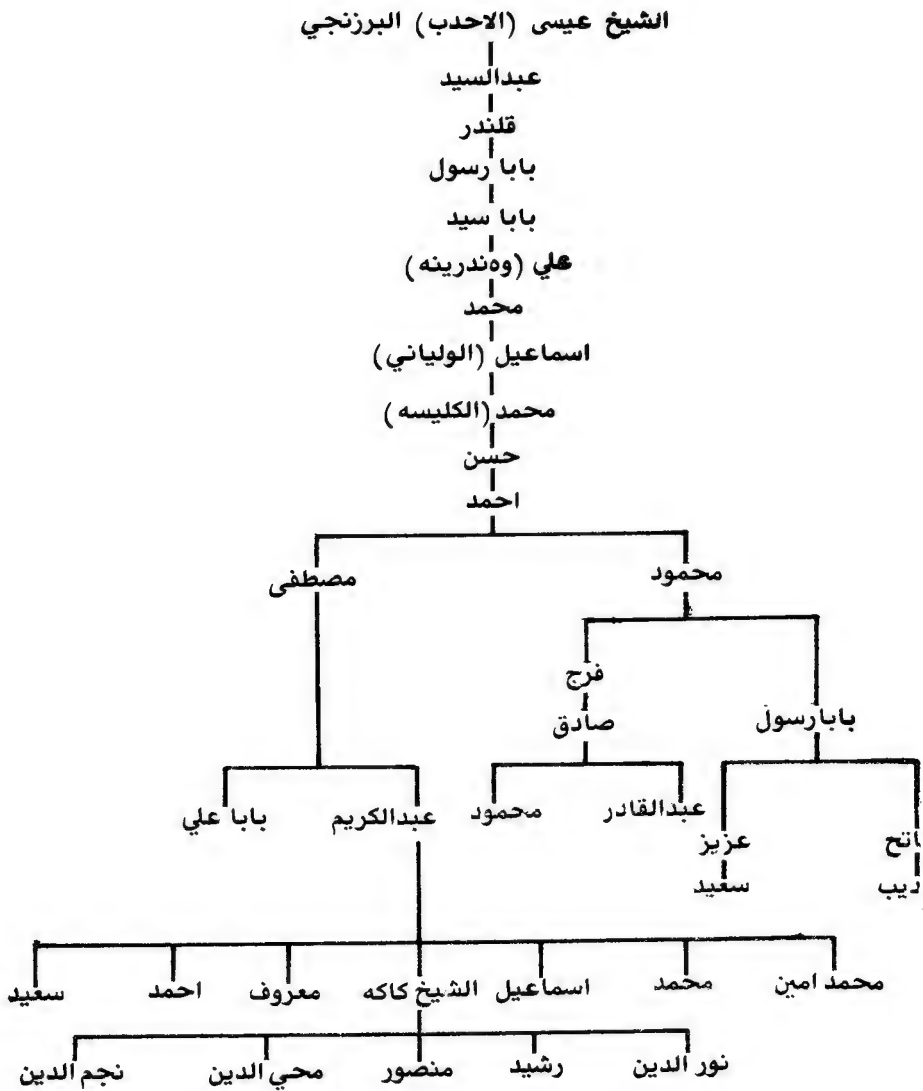 الشيخ عيسى (الاحدب) البرزنجي
عبدالسيد
قلندر
بابا رسول
بابا سيد
علي (وەندرينه)
محمد
اسماعيل (الولياني)
محمد (الكليسه)
حسن
احمد
محمود مصطفى
فرج
بابارسول صادق
عبدالقادر محمود عبدالكريم بابا علي
اتح عزيز
ديب سعيد
محمد امين محمد اسماعيل الشيخ كاكه معروف احمد سعيد
نور الدين رشيد منصور محي الدين نجم الدين